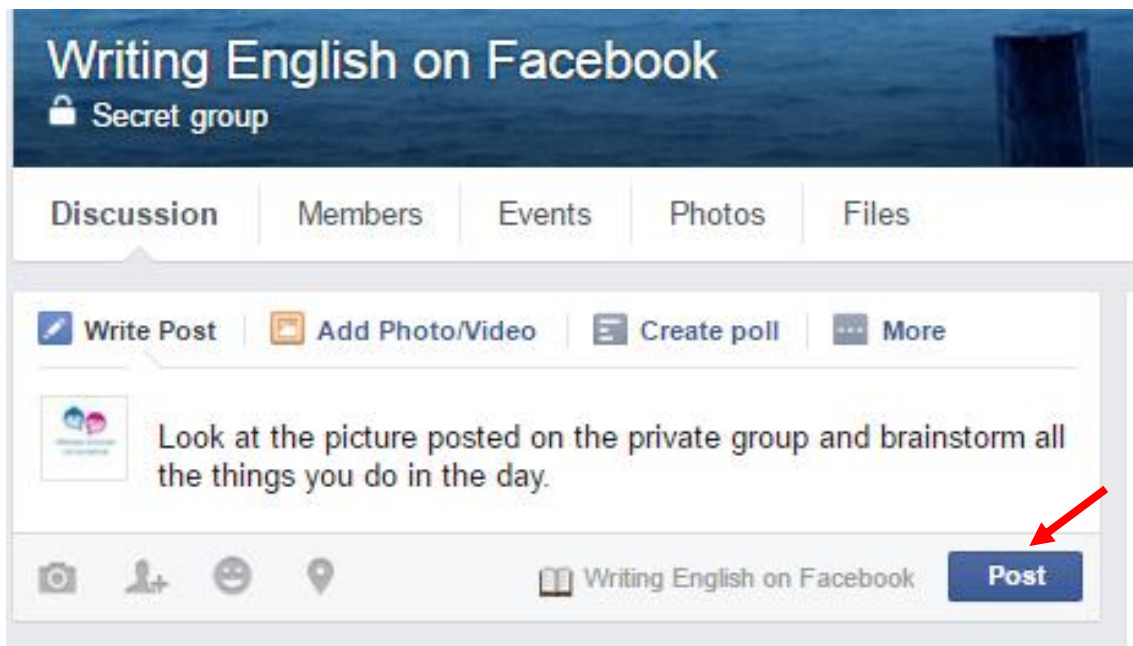 Writing English on Facebook
Secret group
Discussion Members Events Photos Files
Write Post Add Photo/Video Create poll More
Look at the picture posted on the private group and brainstorm all
the things you do in the day.
Writing English on Facebook Post